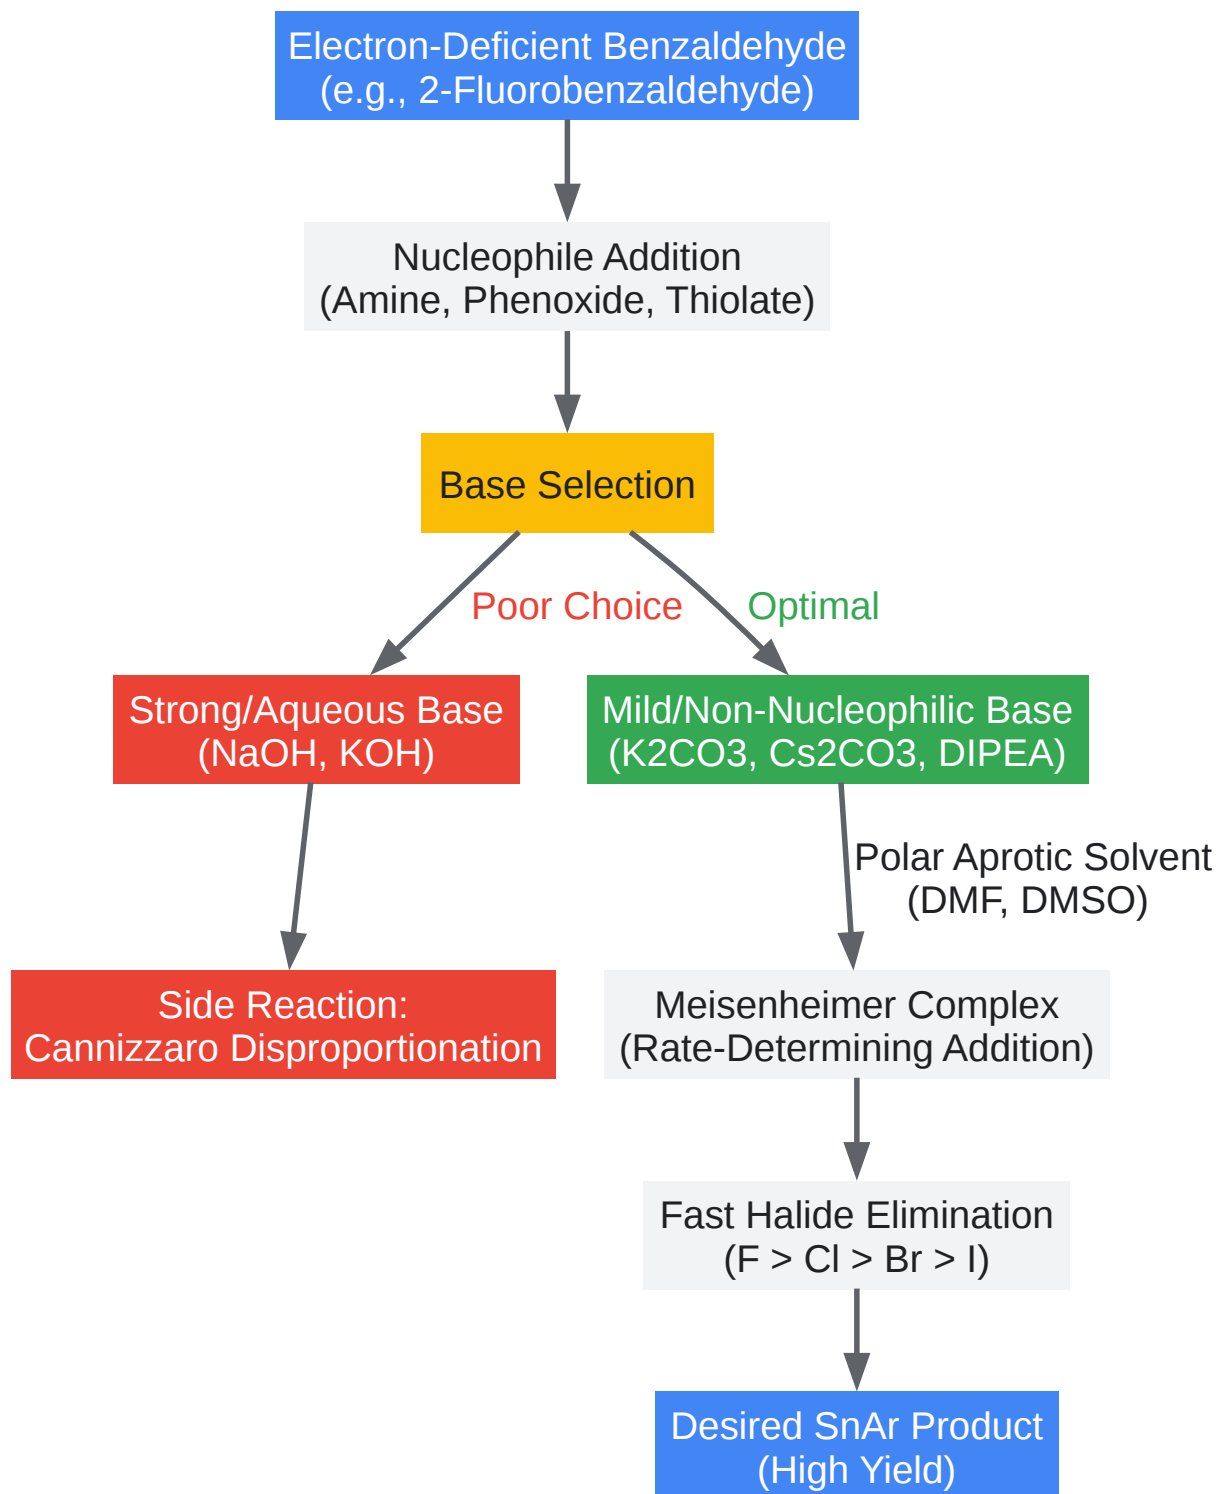 Electron-Deficient Benzaldehyde
(e.g., 2-Fluorobenzaldehyde)
Nucleophile Addition
(Amine, Phenoxide, Thiolate)
Base Selection
Poor Choice
Optimal
Strong/Aqueous Base
(NaOH, KOH)
Mild/Non-Nucleophilic Base
(K2CO3, Cs2CO3, DIPEA)
Polar Aprotic Solvent
(DMF, DMSO)
Side Reaction:
Cannizzaro Disproportionation
Meisenheimer Complex
(Rate-Determining Addition)
Fast Halide Elimination
(F > Cl > Br > I)
Desired SnAr Product
(High Yield)